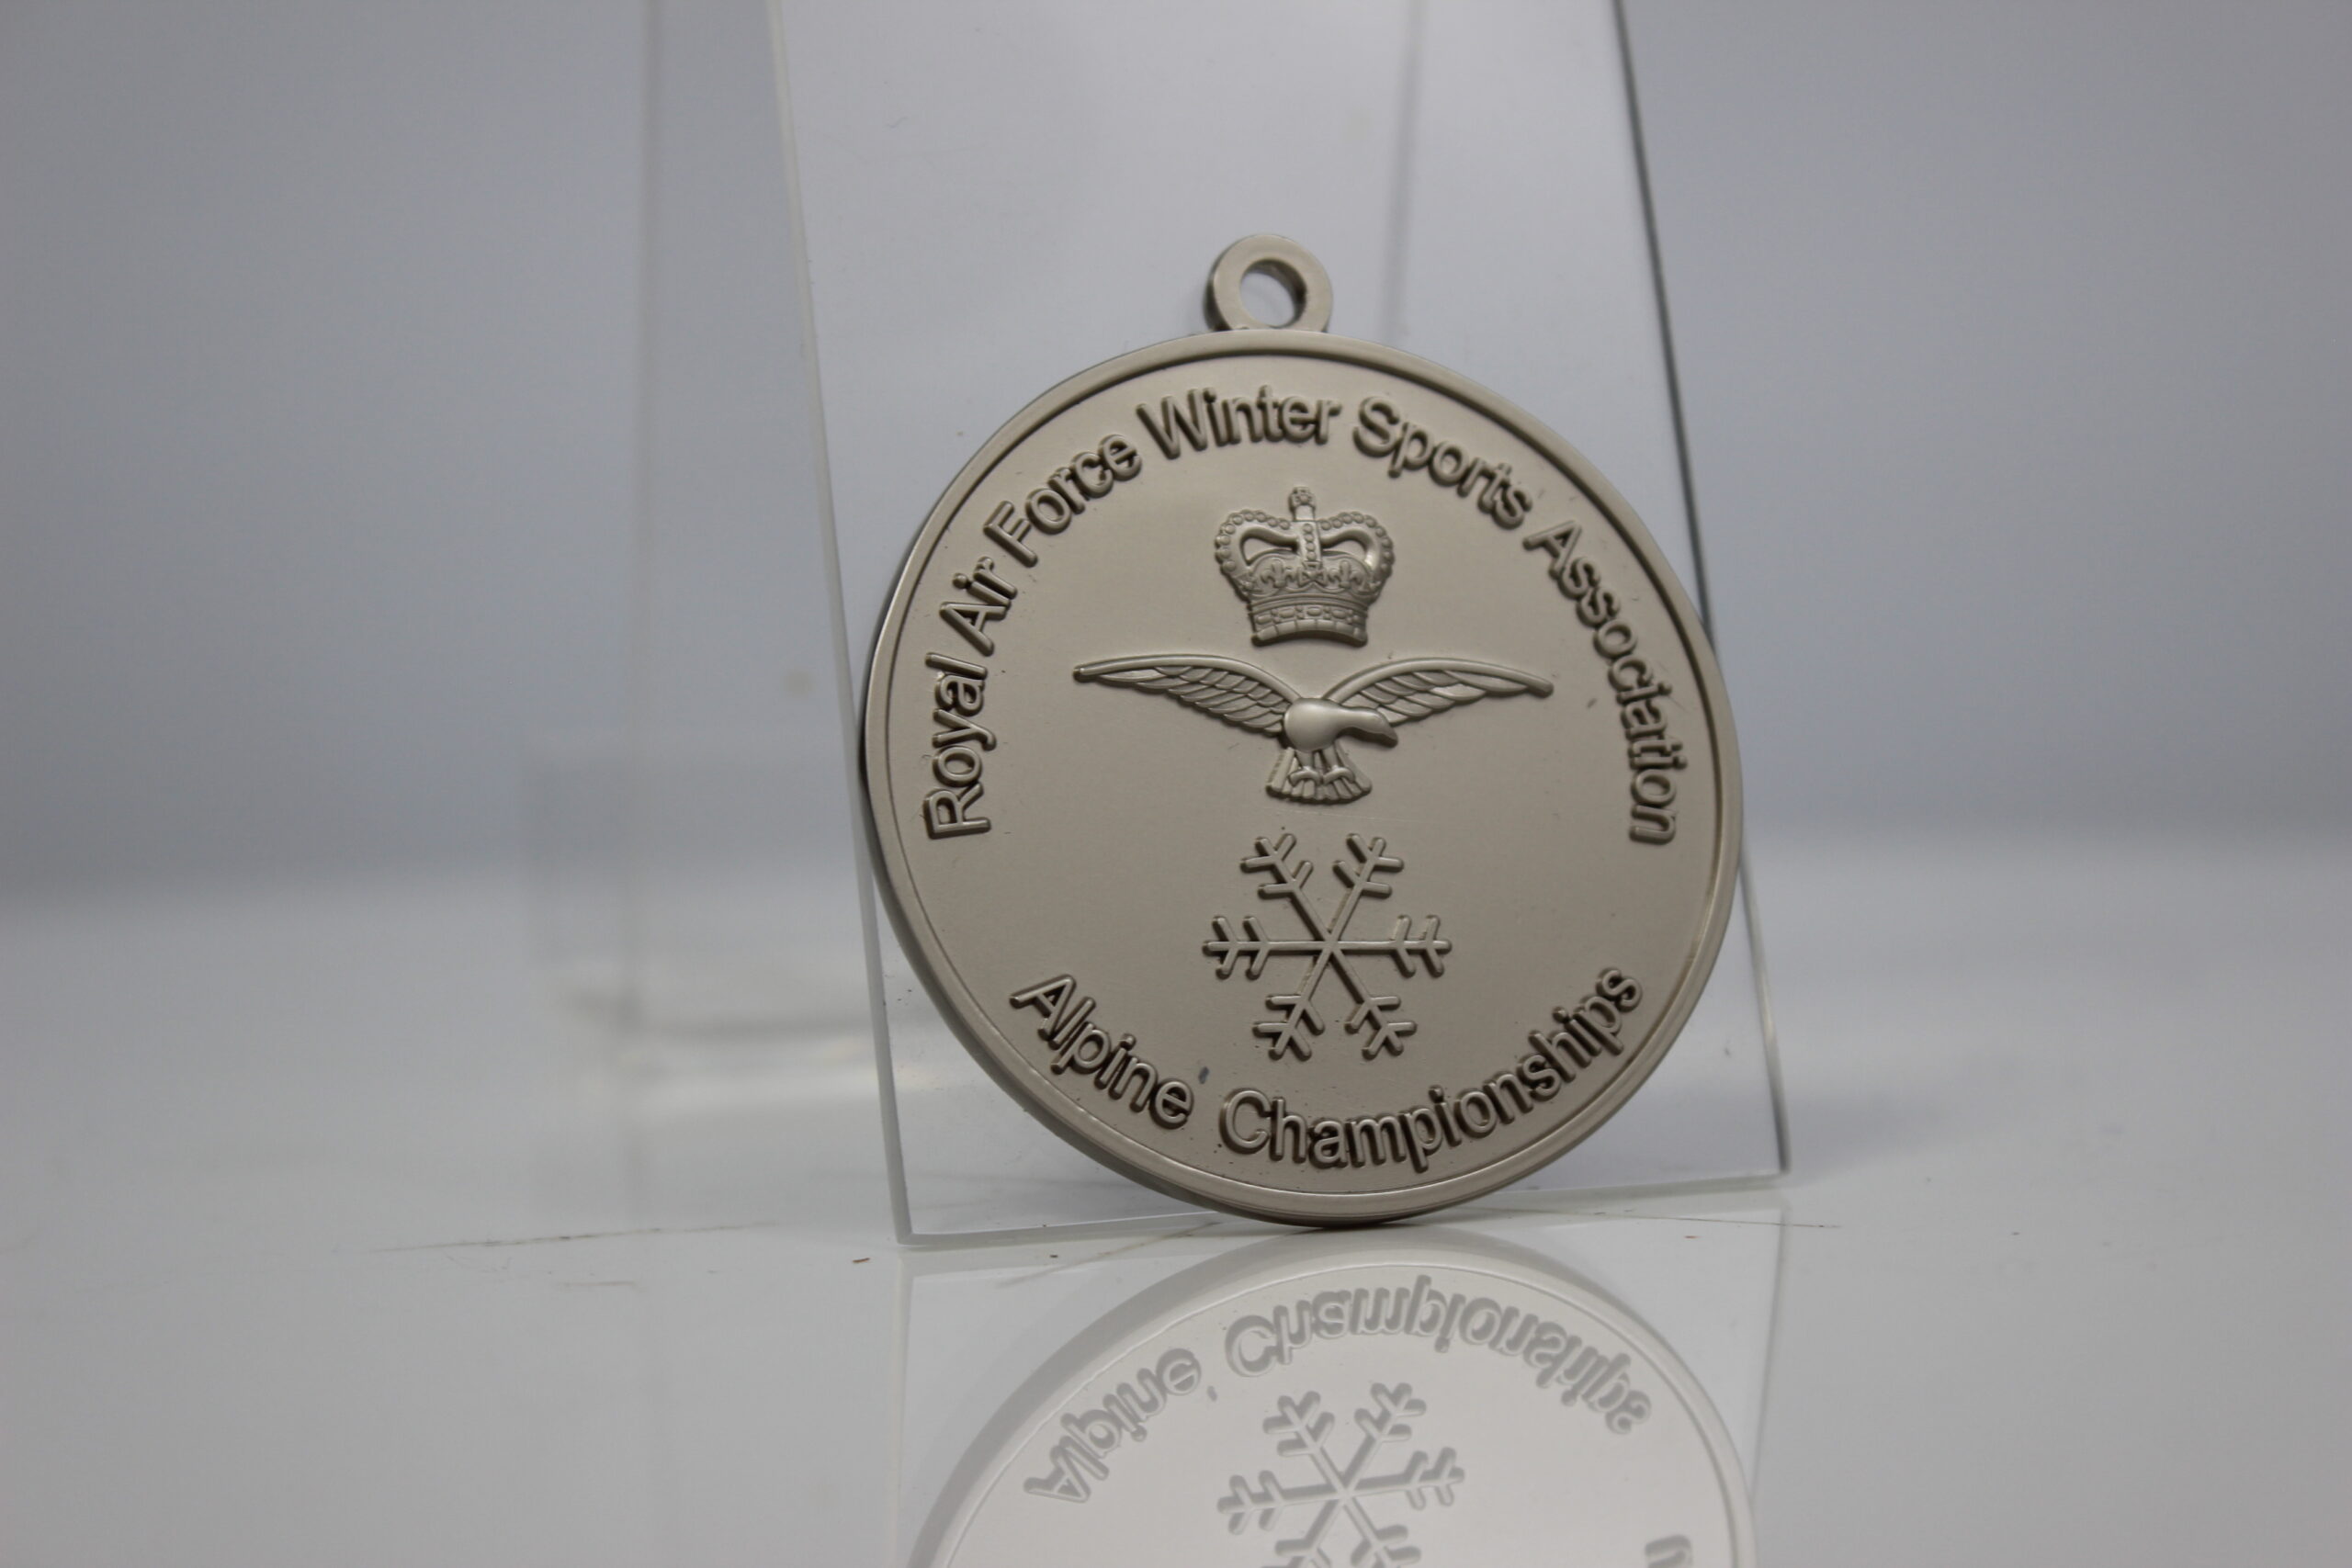 Royal Air Force Winter Sports Association
Alpine Championships